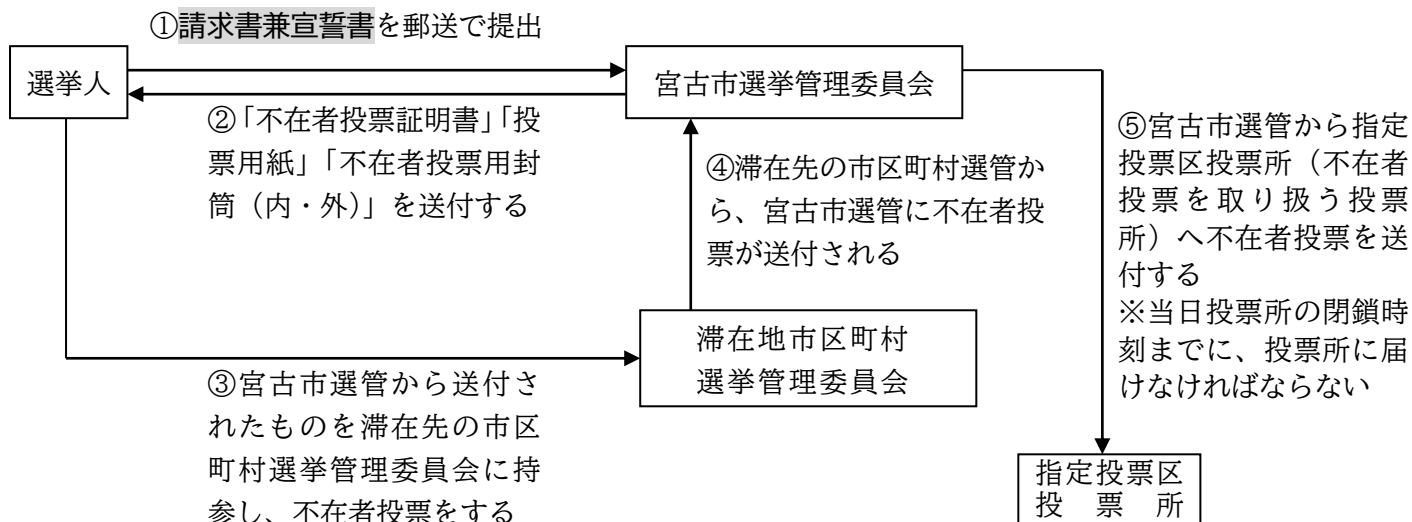 ①請求書兼宣誓書を郵送で提出
選挙人
宮古市選挙管理委員会
②「不在者投票証明書」「投
票用紙」「不在者投票用封
筒（内・外）」を送付する
④滞在先の市区町村選管か
ら、宮古市選管に不在者投
票が送付される
⑤宮古市選管から指定
投票区投票所（不在者
投票を取り扱う投票
所）へ不在者投票を送
付する
※当日投票所の閉鎖時
刻までに、投票所に届
けなければならない
滞在地市区町村
選挙管理委員会
③宮古市選管から送付さ
れたものを滞在先の市区
町村選挙管理委員会に持
参し、不在者投票をする
指定投票区
投票所